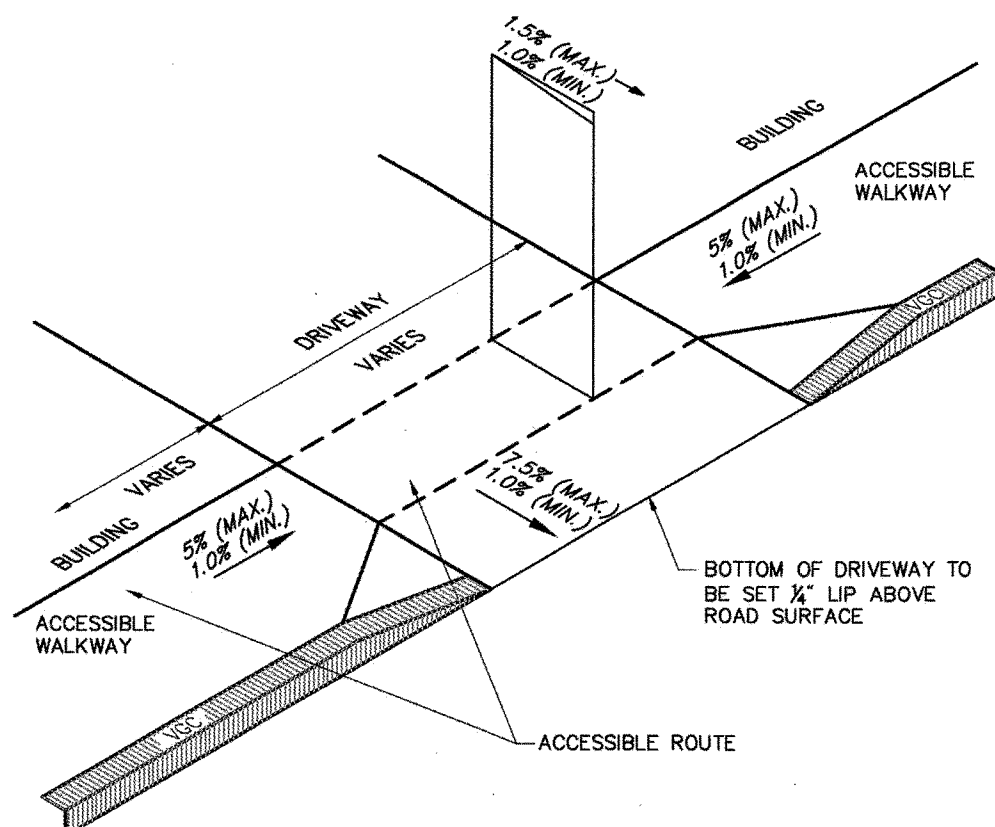 1.5% (MAX.)
1.0% (MIN.)
BUILDING
ACCESSIBLE
WALKWAY
5% (MAX.)
1.0% (MIN.)
VGC
DRIVEWAY
VARIES
VARIES
BUILDING
7.5% (MAX.)
1.0% (MIN.)
5% (MAX.)
1.0% (MIN.)
BOTTOM OF DRIVEWAY TO
BE SET ¼" LIP ABOVE
ROAD SURFACE
ACCESSIBLE
WALKWAY
VGC
ACCESSIBLE ROUTE